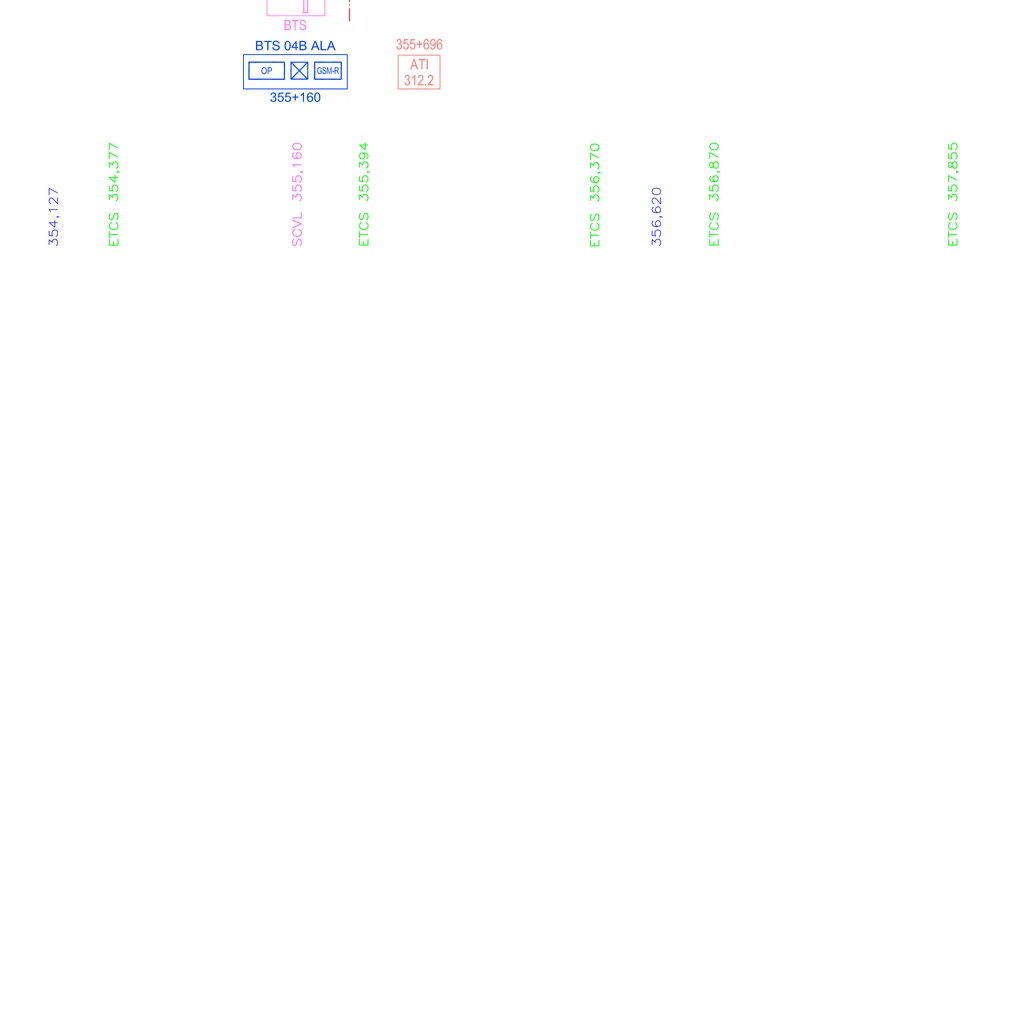 BTS
BTS 04B ALA
OP
GSM-R
355+160
355+696
ATI
312.2
354,127
ETCS 354,377
SCVL 355,160
ETCS 355,394
ETCS 356,370
356,620
ETCS 356,870
ETCS 357,855